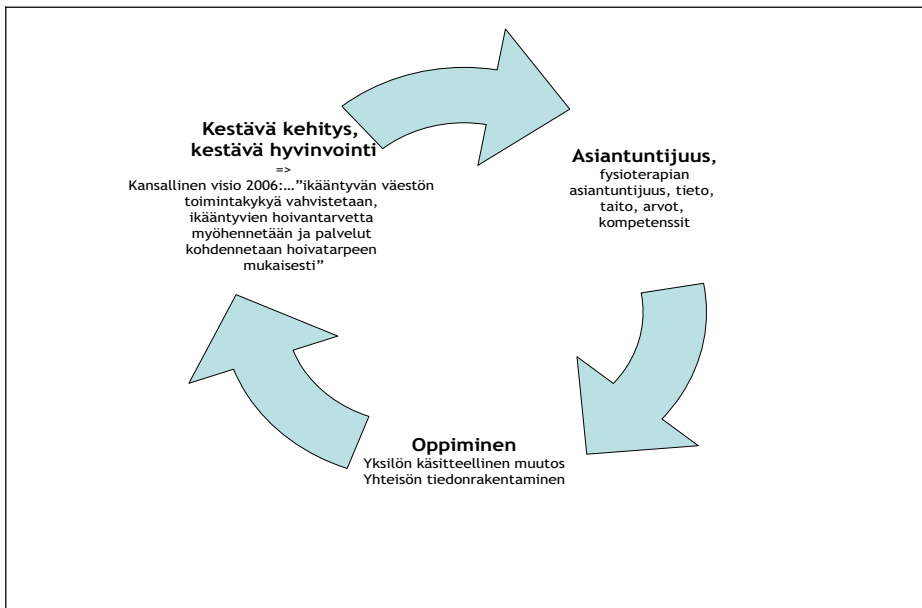 Kestävä kehitys,
kestävä hyvinvointi
=>
Kansallinen visio 2006:…”ikääntyvän väestön
toimintakykyä vahvistetaan,
ikääntyvien hoivantarvetta
myöhennetään ja palvelut
kohdennetaan hoivatarpeen
mukaisesti”
Asiantuntijuus,
fysioterapian
asiantuntijuus, tieto,
taito, arvot,
kompetenssit
Oppiminen
Yksilön käsitteellinen muutos
Yhteisön tiedonrakentaminen